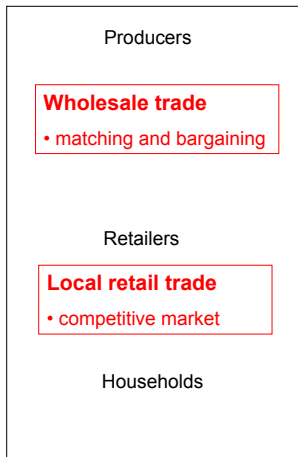 Producers
Wholesale trade
• matching and bargaining
Retailers
Local retail trade
• competitive market
Households